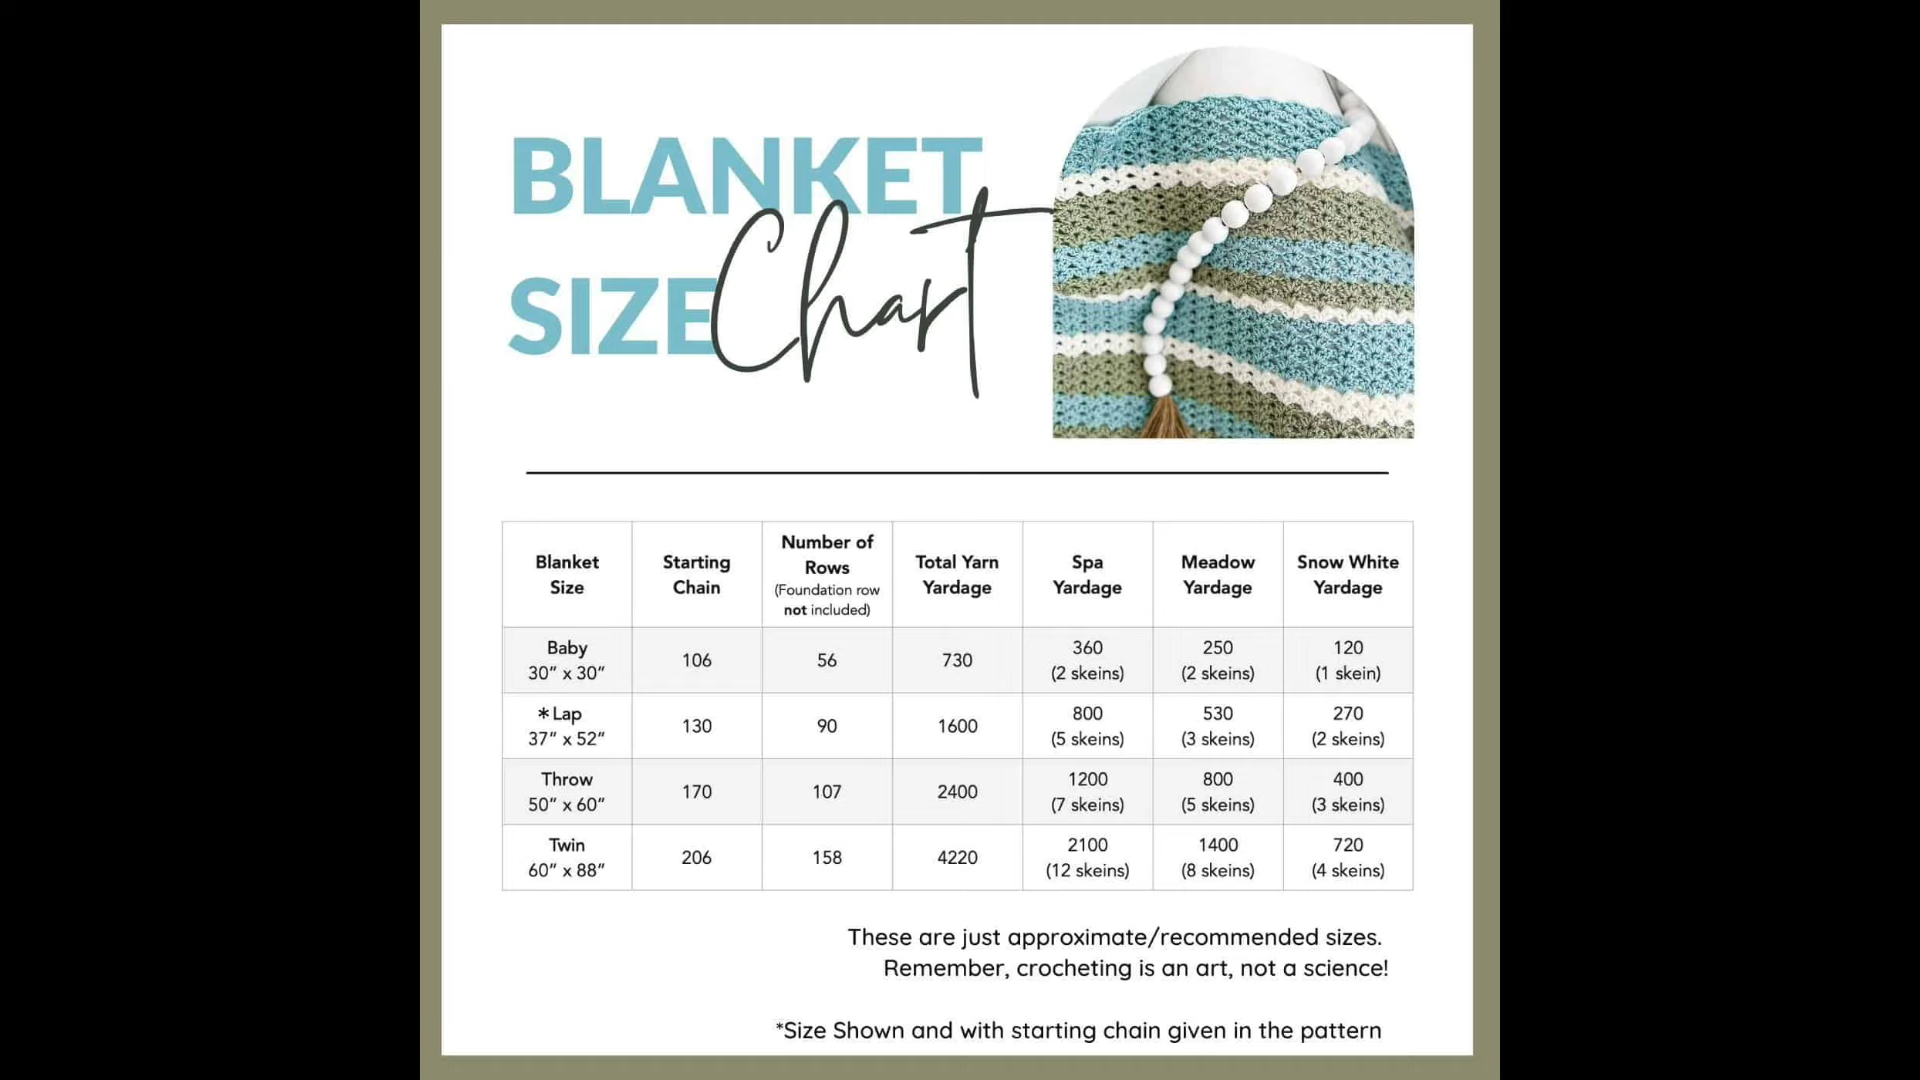 BLANKET
SIZE Chart
Blanket Size
Starting Chain
Number of Rows
(Foundation row not included)
Total Yarn Yardage
Spa Yardage
Meadow Yardage
Snow White Yardage
Baby 30” x 30”
106
56
730
360 (2 skeins)
250 (2 skeins)
120 (1 skein)
*Lap 37” x 52”
130
90
1600
800 (5 skeins)
530 (3 skeins)
270 (2 skeins)
Throw 50” x 60”
170
107
2400
1200 (7 skeins)
800 (5 skeins)
400 (3 skeins)
Twin 60” x 88”
206
158
4220
2100 (12 skeins)
1400 (8 skeins)
720 (4 skeins)
These are just approximate/recommended sizes.
Remember, crocheting is an art, not a science!
*Size Shown and with starting chain given in the pattern